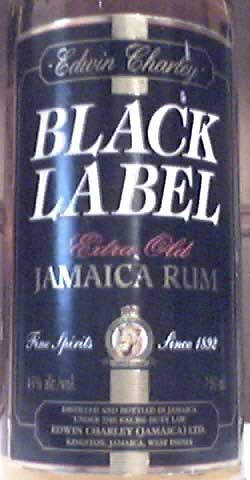 Edwin Charley
BLACK
LABEL
Extra Old
JAMAICA RUM
Fine Spirits Since 1892
DISTILLED AND BOTTLED IN JAMAICA
UNDER THE EXCISE DUTY LAW
EDWIN CHARLEY (JAMAICA) LTD.
KINGSTON, JAMAICA, WEST INDIES